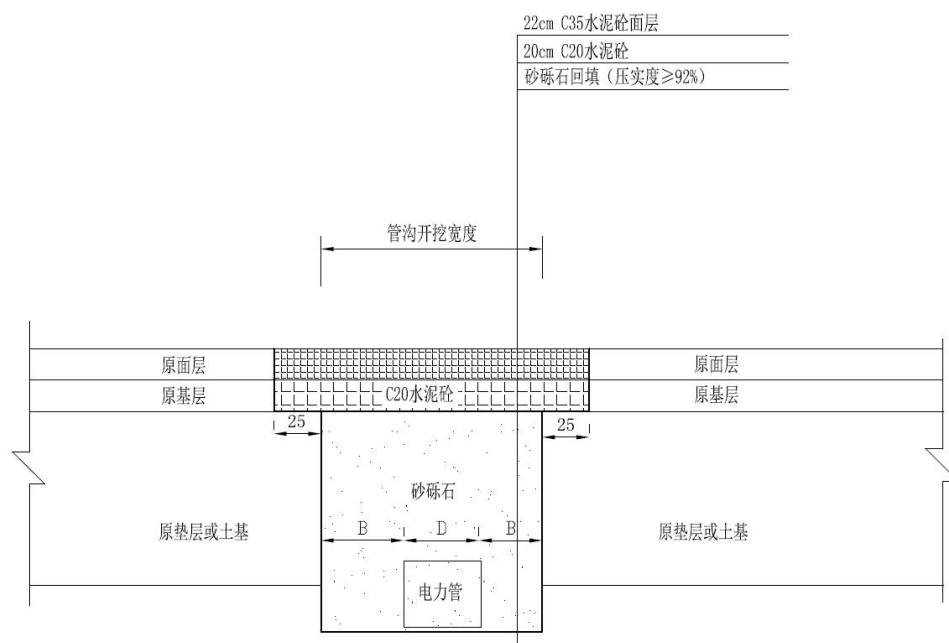 22cm C35水泥砼面层
20cm C20水泥砼
砂砾石回填（压实度≥92%）
管沟开挖宽度
原面层 原面层
原基层 C20水泥砼 原基层
25 25
砂砾石
B D B
原垫层或土基 原垫层或土基
电力管